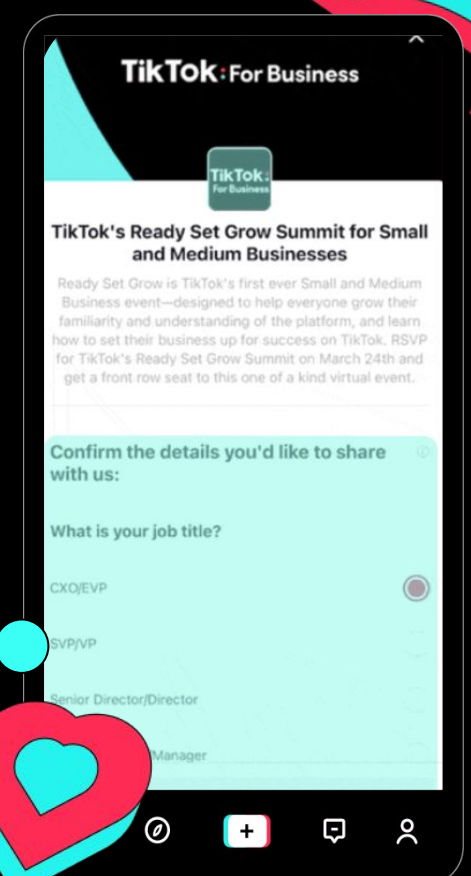 TikTok: For Business
TikTok:
For Business
TikTok's Ready Set Grow Summit for Small
and Medium Businesses
Ready Set Grow is TikTok's first ever Small and Medium
Business event—designed to help everyone grow their
familiarity and understanding of the platform, and learn
how to set their business up for success on TikTok. RSVP
for TikTok's Ready Set Grow Summit on March 24th and
get a front row seat to this one of a kind virtual event.
Confirm the details you'd like to share
with us:
What is your job title?
CXO/EVP
SVP/VP
Senior Director/Director
Manager